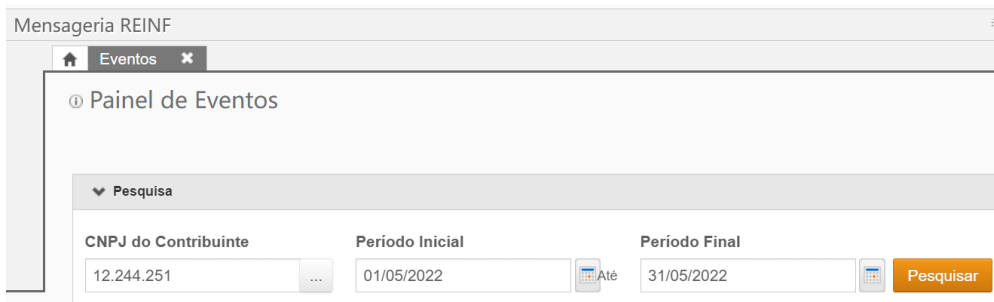 Mensageria REINF
Eventos
Painel de Eventos
Pesquisa
CNPJ do Contribuinte Período Inicial Período Final
12.244.251 ... 01/05/2022 Até 31/05/2022 Pesquisar